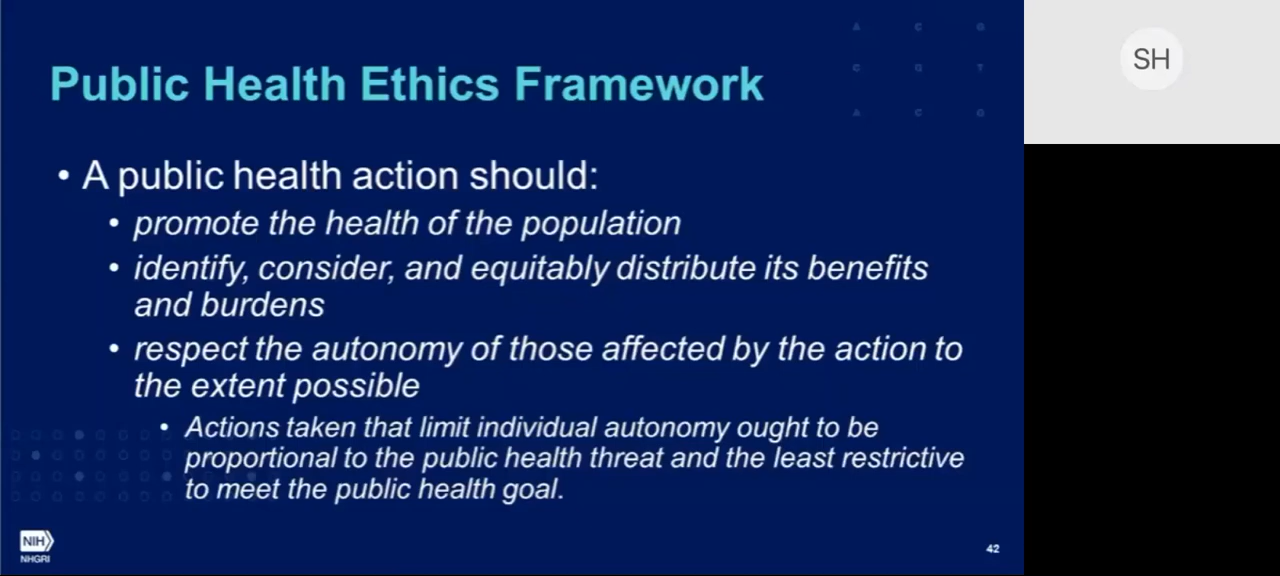 Public Health Ethics Framework
• A public health action should:
• promote the health of the population
• identify, consider, and equitably distribute its benefits
and burdens
• respect the autonomy of those affected by the action to
the extent possible
• Actions taken that limit individual autonomy ought to be
proportional to the public health threat and the least restrictive
to meet the public health goal.
NIH
NHGRI
42
SH